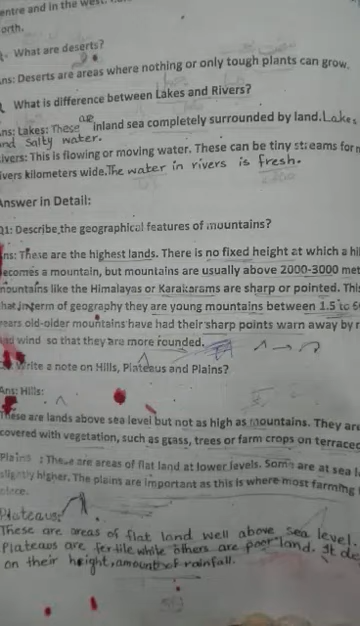 entre and in the west.
orth.
What are deserts?
ns: Deserts are areas where nothing or only tough plants can grow.
What is difference between Lakes and Rivers?
ns: Lakes: These are inland sea completely surrounded by land. Lakes
and Salty water.
ivers: This is flowing or moving water. These can be tiny streams for
ivers kilometers wide. The water in rivers is fresh.
Answer in Detail:
Q1: Describe the geographical features of mountains?
ns: These are the highest lands. There is no fixed height at which a hi
ecomes a mountain, but mountains are usually above 2000-3000 met
mountains like the Himalayas or Karakarams are sharp or pointed. This
that in term of geography they are young mountains between 1.5 to
years old-older mountains have had their sharp points warn away by
and wind so that they are more rounded.
Write a note on Hills, Plateaus and Plains?
Ant: Hills:
These are lands above sea level but not as high as mountains. They are
covered with vegetation, such as grass, trees or farm crops on terraced
Plains : These are areas of flat land at lower levels. Some are at sea l
slightly higher. The plains are important as this is where most farming
place.
Plateaus:
These are areas of flat land well above sea level.
Plateaus are fertile while others are poor land. It de
on their height, amount of rainfall.